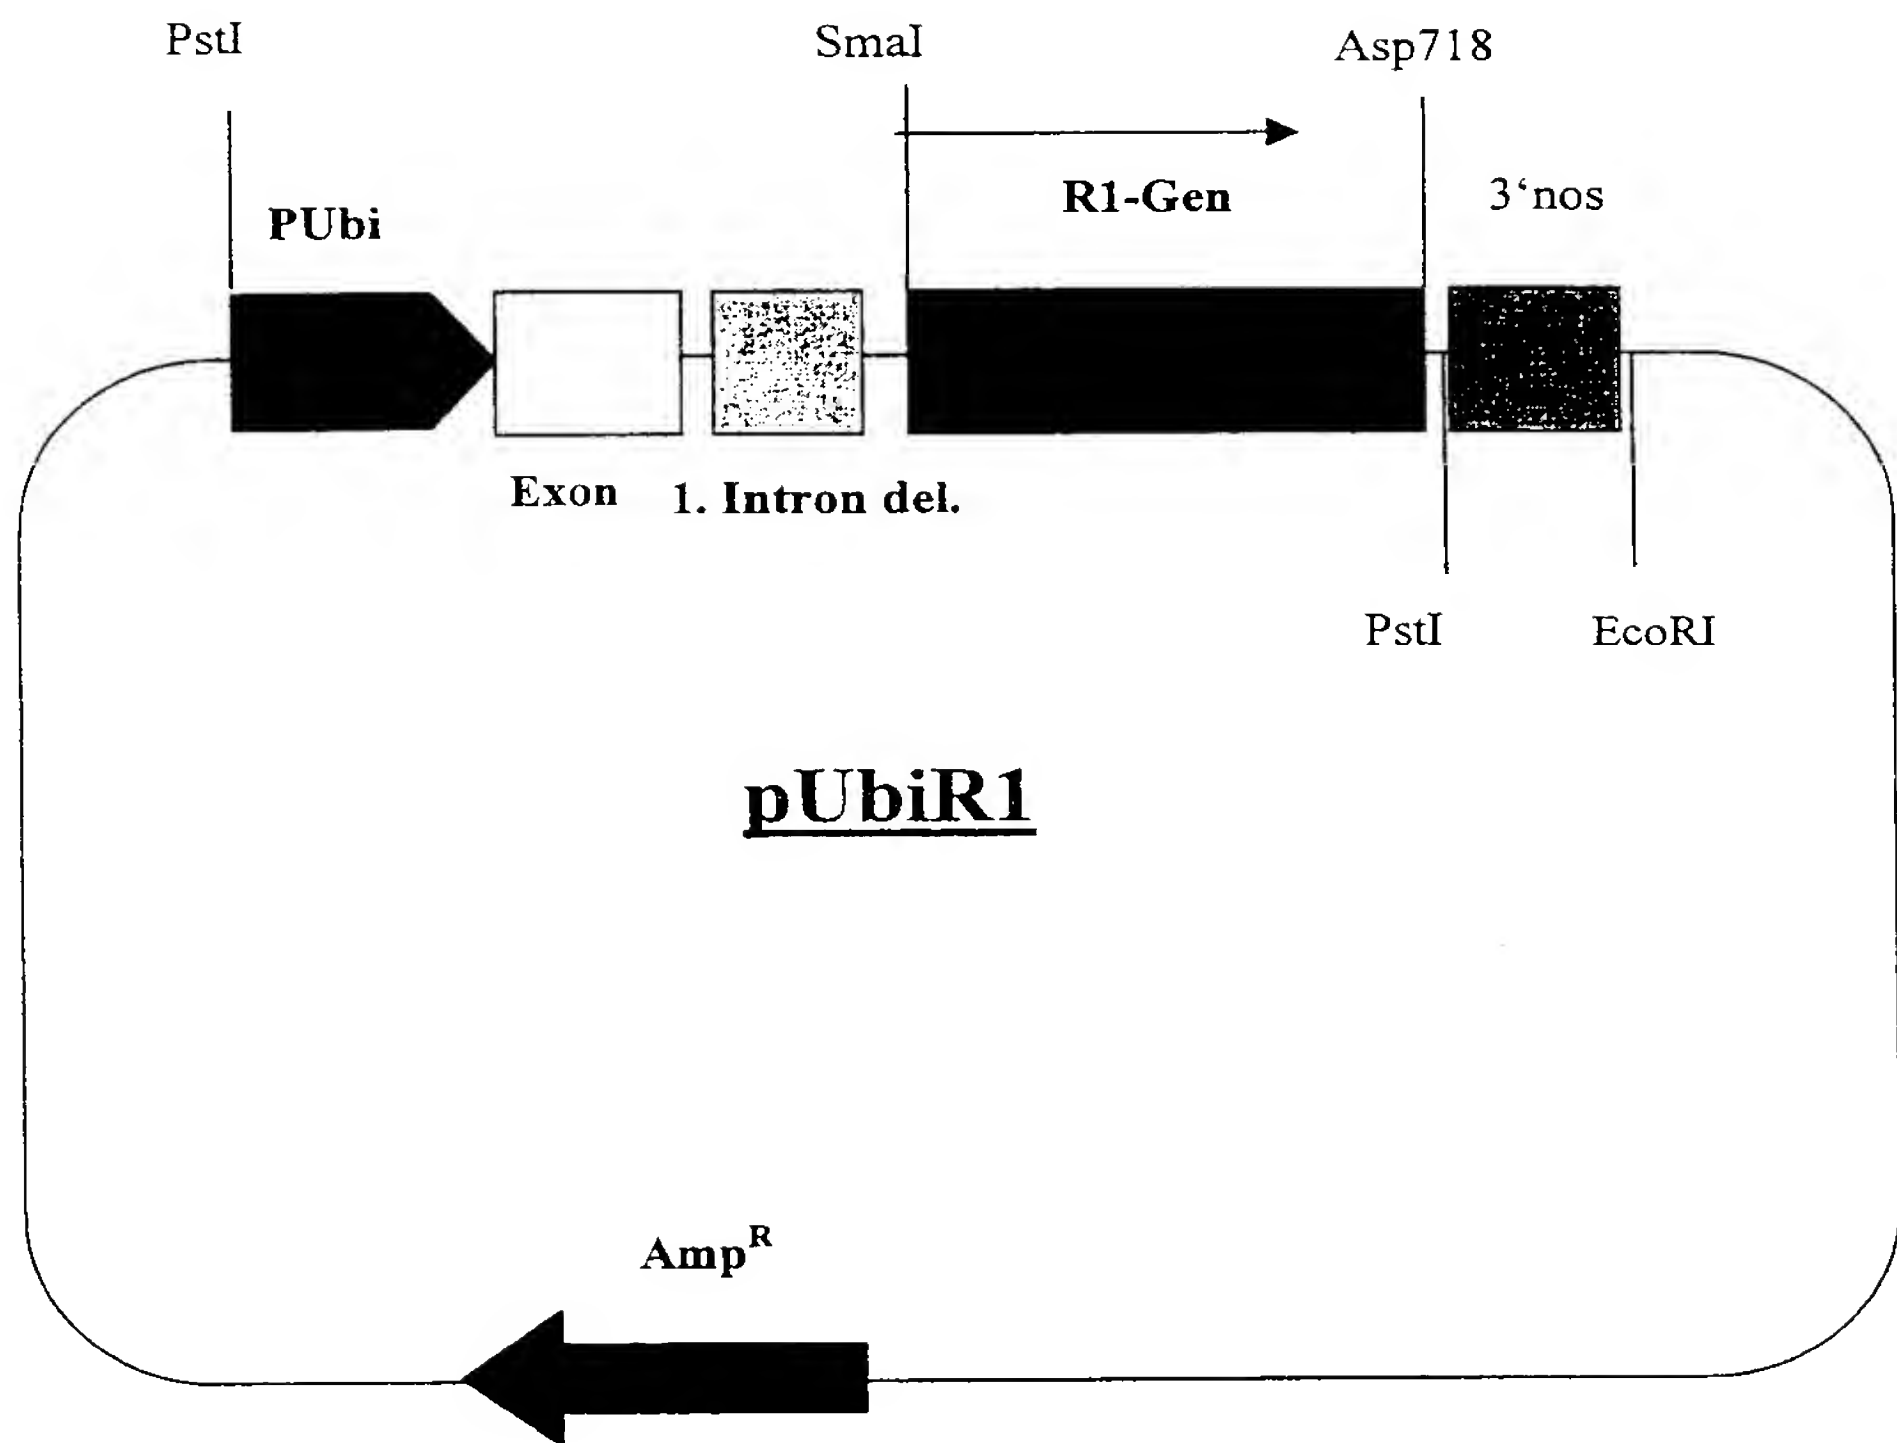 PstI
SmaI
Asp718
PUbi
R1-Gen
3‘nos
Exon
1. Intron del.
PstI
EcoRI
pUbiR1
Amp^R